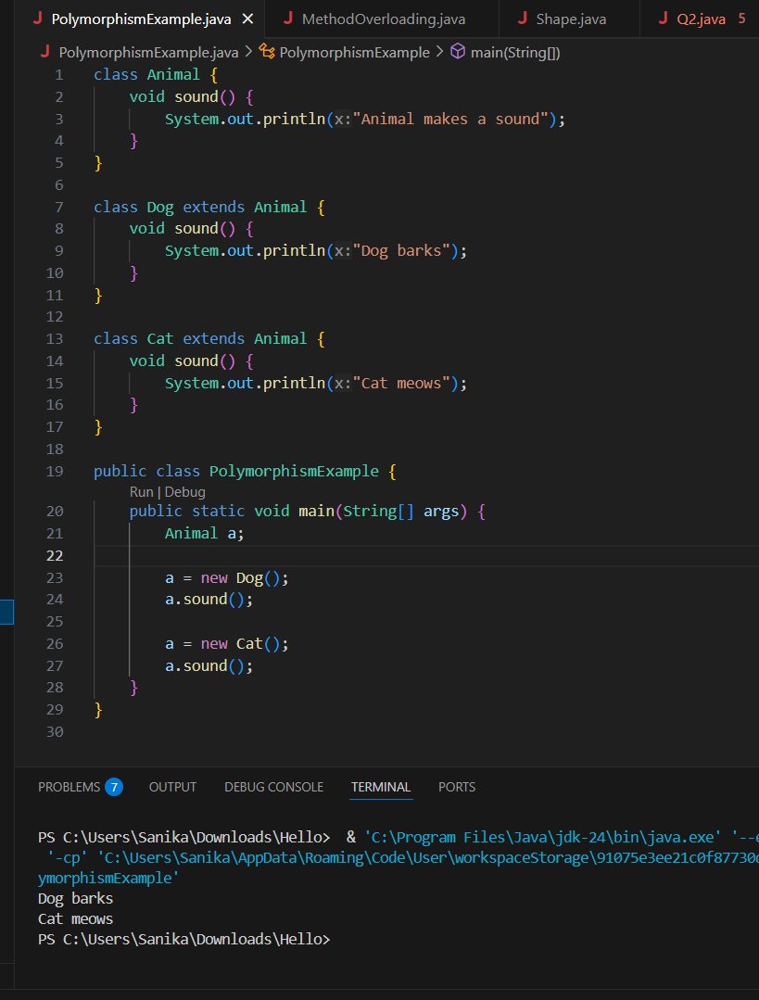 PolymorphismExample.java
MethodOverloading.java
Shape.java
Q2.java 5
PolymorphismExample.java > PolymorphismExample > main(String[])
1 class Animal {
2     void sound() {
3         System.out.println(x:"Animal makes a sound");
4     }
5 }
6
7 class Dog extends Animal {
8     void sound() {
9         System.out.println(x:"Dog barks");
10     }
11 }
12
13 class Cat extends Animal {
14     void sound() {
15         System.out.println(x:"Cat meows");
16     }
17 }
18
19 public class PolymorphismExample {
Run | Debug
20     public static void main(String[] args) {
21         Animal a;
22
23         a = new Dog();
24         a.sound();
25
26         a = new Cat();
27         a.sound();
28     }
29 }
30
PROBLEMS 7 OUTPUT DEBUG CONSOLE TERMINAL PORTS
PS C:\Users\Sanika\Downloads\Hello>  & 'C:\Program Files\Java\jdk-24\bin\java.exe' '--e
'-cp' 'C:\Users\Sanika\AppData\Roaming\Code\User\workspaceStorage\91075e3ee21c0f87730
ymorphismExample'
Dog barks
Cat meows
PS C:\Users\Sanika\Downloads\Hello>